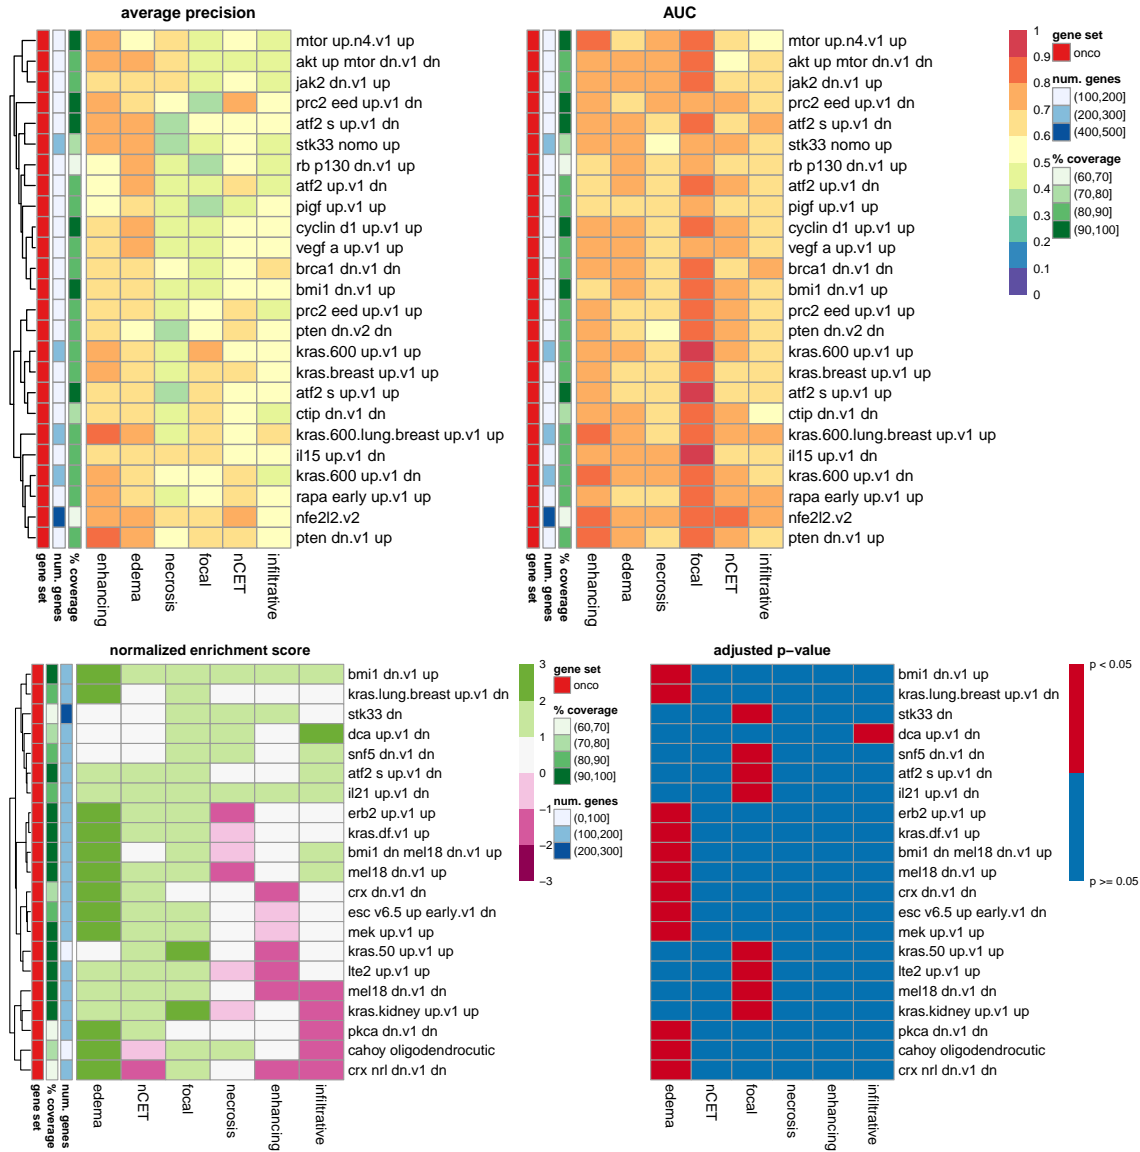 average precision
mtor up.n4.v1 up
akt up mtor dn.v1 dn
jak2 dn.v1 up
prc2 eed up.v1 dn
atf2 s up.v1 dn
stk33 nomo up
rb p130 dn.v1 up
atf2 up.v1 dn
pigf up.v1 up
cyclin d1 up.v1 up
vegf a up.v1 up
brca1 dn.v1 dn
bmi1 dn.v1 up
prc2 eed up.v1 up
pten dn.v2 dn
kras.600 up.v1 up
kras.breast up.v1 up
atf2 s up.v1 up
ctip dn.v1 dn
kras.600.lung.breast up.v1 up
il15 up.v1 dn
kras.600 up.v1 dn
rapa early up.v1 up
nfe2l2.v2
pten dn.v1 up
gene set
num. genes
% coverage
enhancing
edema
necrosis
focal
nCET
infiltrative
AUC
mtor up.n4.v1 up
akt up mtor dn.v1 dn
jak2 dn.v1 up
prc2 eed up.v1 dn
atf2 s up.v1 dn
stk33 nomo up
rb p130 dn.v1 up
atf2 up.v1 dn
pigf up.v1 up
cyclin d1 up.v1 up
vegf a up.v1 up
brca1 dn.v1 dn
bmi1 dn.v1 up
prc2 eed up.v1 up
pten dn.v2 dn
kras.600 up.v1 up
kras.breast up.v1 up
atf2 s up.v1 up
ctip dn.v1 dn
kras.600.lung.breast up.v1 up
il15 up.v1 dn
kras.600 up.v1 dn
rapa early up.v1 up
nfe2l2.v2
pten dn.v1 up
gene set
num. genes
% coverage
enhancing
edema
necrosis
focal
nCET
infiltrative
1
0.9
0.8
0.7
0.6
0.5
0.4
0.3
0.2
0.1
0
gene set
onco
num. genes
(100,200]
(200,300]
(400,500]
% coverage
(60,70]
(70,80]
(80,90]
(90,100]
normalized enrichment score
bmi1 dn.v1 up
kras.lung.breast up.v1 dn
stk33 dn
dca up.v1 dn
snf5 dn.v1 dn
atf2 s up.v1 dn
il21 up.v1 dn
erb2 up.v1 up
kras.df.v1 up
bmi1 dn mel18 dn.v1 up
mel18 dn.v1 up
crx dn.v1 dn
esc v6.5 up early.v1 dn
mek up.v1 up
kras.50 up.v1 up
lte2 up.v1 up
mel18 dn.v1 dn
kras.kidney up.v1 up
pkca dn.v1 dn
cahoy oligodendrocutic
crx nrl dn.v1 dn
gene set
% coverage
num. genes
edema
nCET
focal
necrosis
enhancing
infiltrative
3
2
1
0
−1
−2
−3
gene set
onco
% coverage
(60,70]
(70,80]
(80,90]
(90,100]
num. genes
(0,100]
(100,200]
(200,300]
adjusted p−value
bmi1 dn.v1 up
kras.lung.breast up.v1 dn
stk33 dn
dca up.v1 dn
snf5 dn.v1 dn
atf2 s up.v1 dn
il21 up.v1 dn
erb2 up.v1 up
kras.df.v1 up
bmi1 dn mel18 dn.v1 up
mel18 dn.v1 up
crx dn.v1 dn
esc v6.5 up early.v1 dn
mek up.v1 up
kras.50 up.v1 up
lte2 up.v1 up
mel18 dn.v1 dn
kras.kidney up.v1 up
pkca dn.v1 dn
cahoy oligodendrocutic
crx nrl dn.v1 dn
edema
nCET
focal
necrosis
enhancing
infiltrative
p < 0.05
p >= 0.05